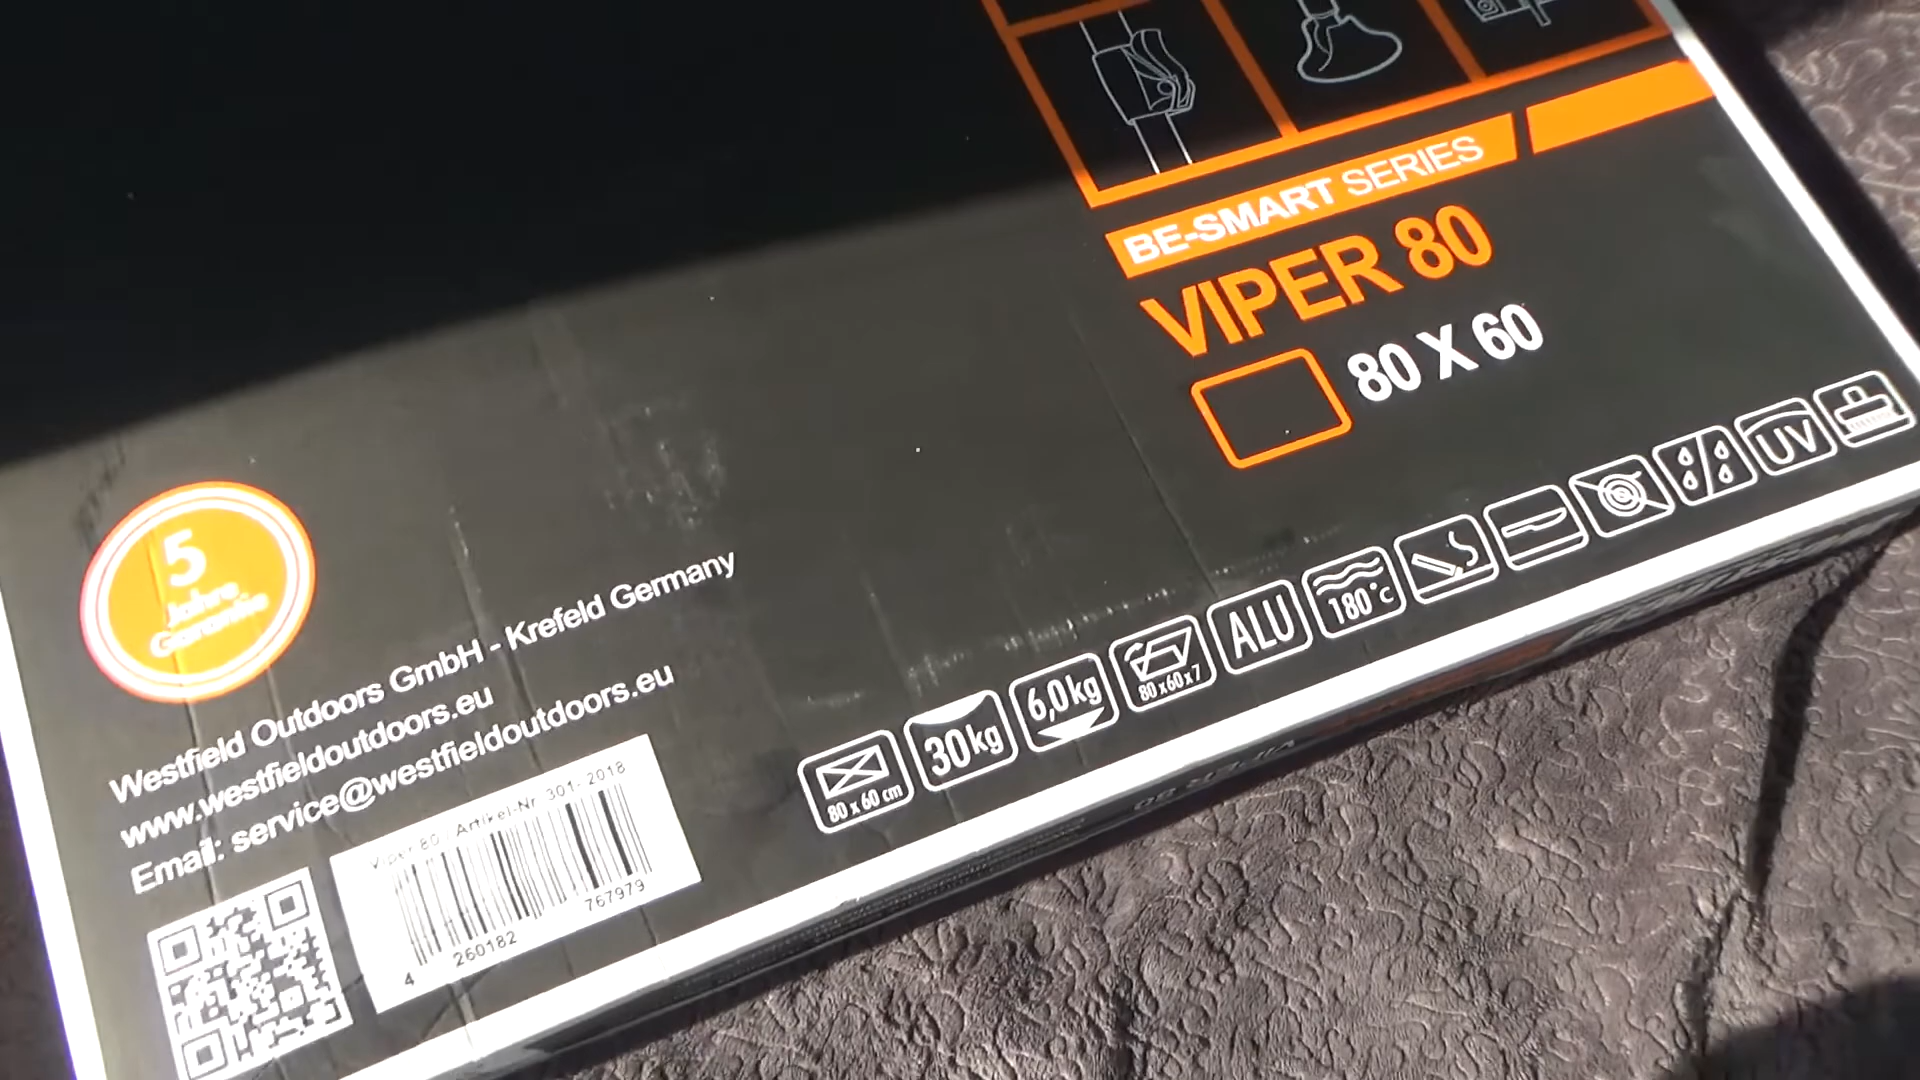 BE-SMART SERIES
VIPER 80
80 X 60
5
Jahre
Garantie
Westfield Outdoors GmbH - Krefeld Germany
www.westfieldoutdoors.eu
Email: service@westfieldoutdoors.eu
Viper 80 / Artikel-Nr. 301-2018
4 260182 767979
80 x 60 cm
30kg
6,0kg
80x60x7
ALU
180°C
UV
VIPER 80